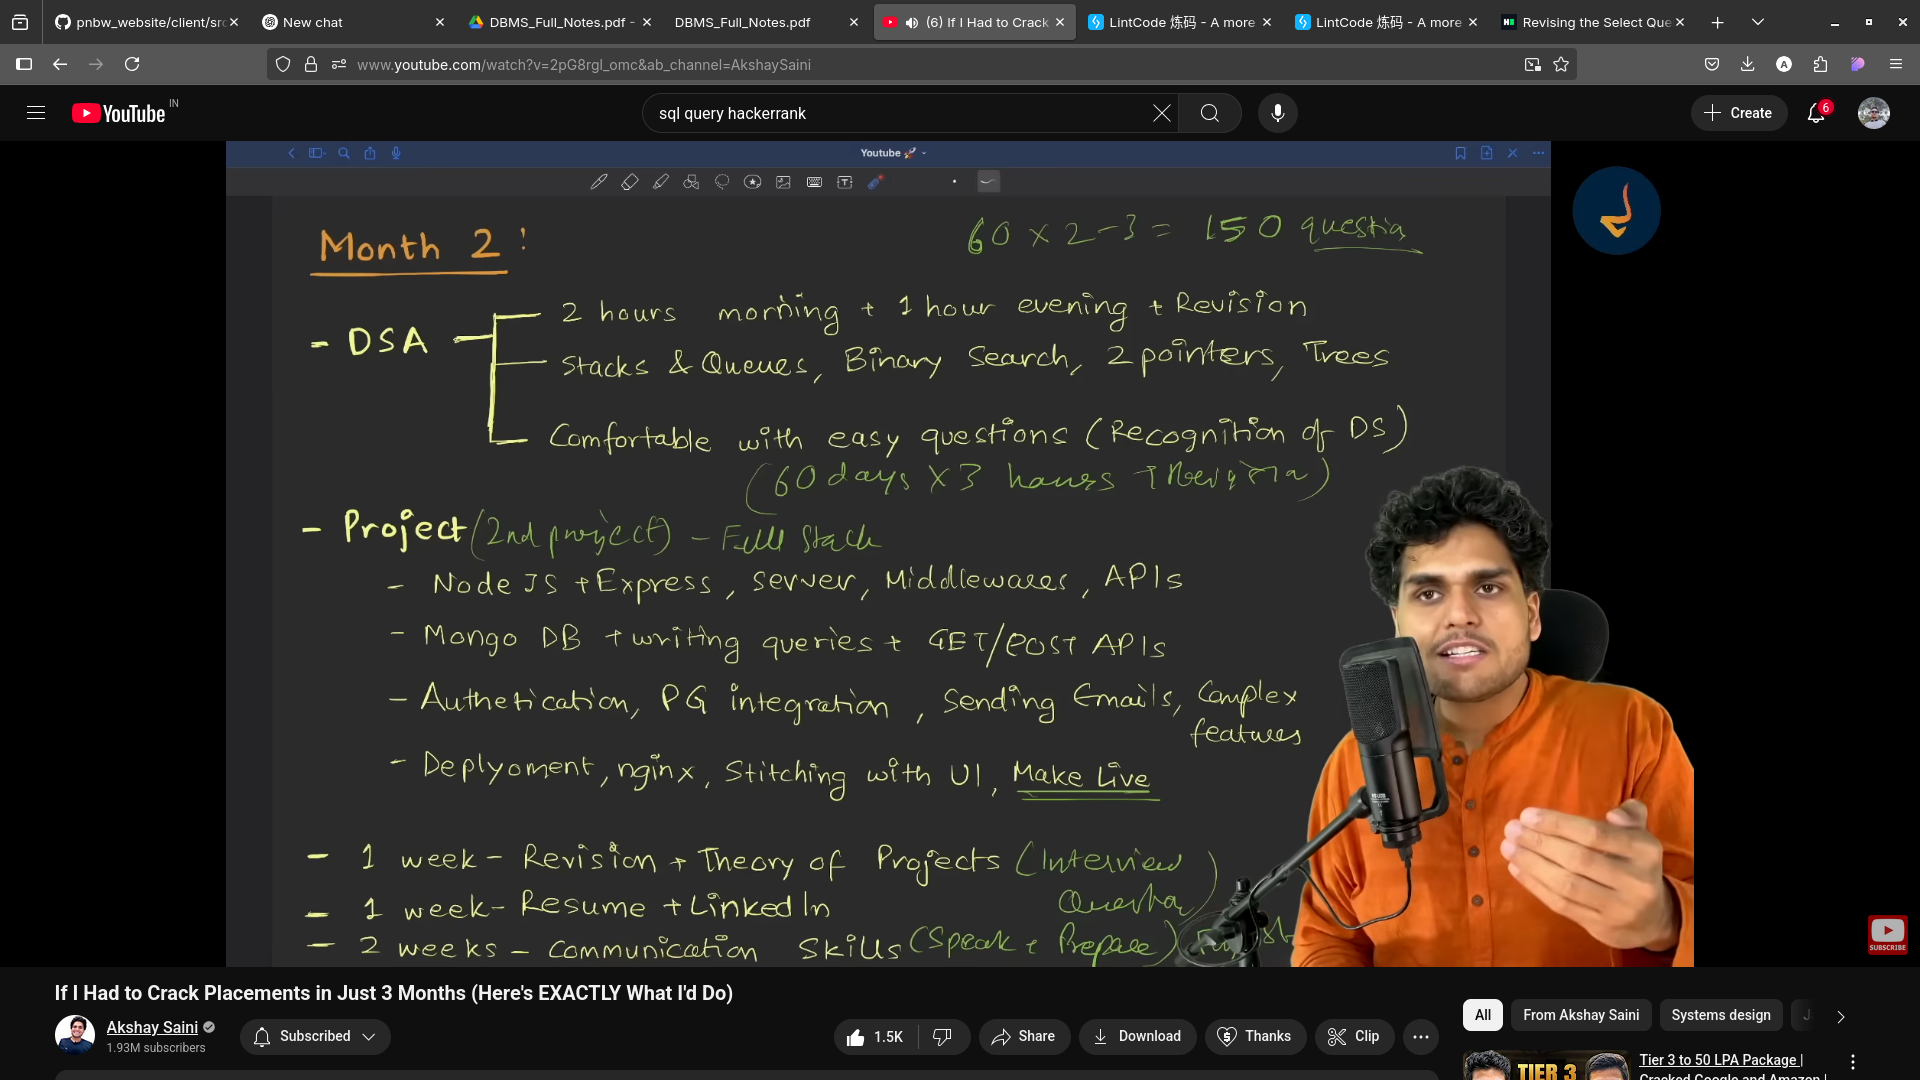 pnbw_website/client/src
New chat
DBMS_Full_Notes.pdf -
DBMS_Full_Notes.pdf
(6) If I Had to Crack
LintCode 炼码 - A more
LintCode 炼码 - A more
Revising the Select Que
www.youtube.com/watch?v=2pG8rgl_omc&ab_channel=AkshaySaini
YouTube IN
sql query hackerrank
Create
6
Youtube 🚀
Month 2 :
60 x 2-3 = 150
- DSA
2 hours morning + 1 hour evening + Revision
Stacks & Queues, Binary Search, 2 pointers, Trees
Comfortable with easy questions (Recognition of DS)
(60 days x 3 hours + Revision)
- Project (2nd project) - Full Stack
- Node JS + Express, Server, Middlewares, APIs
- Mongo DB + writing queries + GET/POST APIs
- Authetication, PG integration, Sending Emails, Complex
features
- Deplyoment, nginx, Stitching with UI, Make Live
- 1 week - Revision + Theory of Projects (Interview
- 1 week - Resume + LinkedIn
- 2 weeks - Communication Skills (Speak + Prepare)
SUBSCRIBE
If I Had to Crack Placements in Just 3 Months (Here's EXACTLY What I'd Do)
Akshay Saini
1.93M subscribers
Subscribed
1.5K
Share
Download
Thanks
Clip
All
From Akshay Saini
Systems design
TIER 3
Tier 3 to 50 LPA Package |
Cracked Google and Amazon |